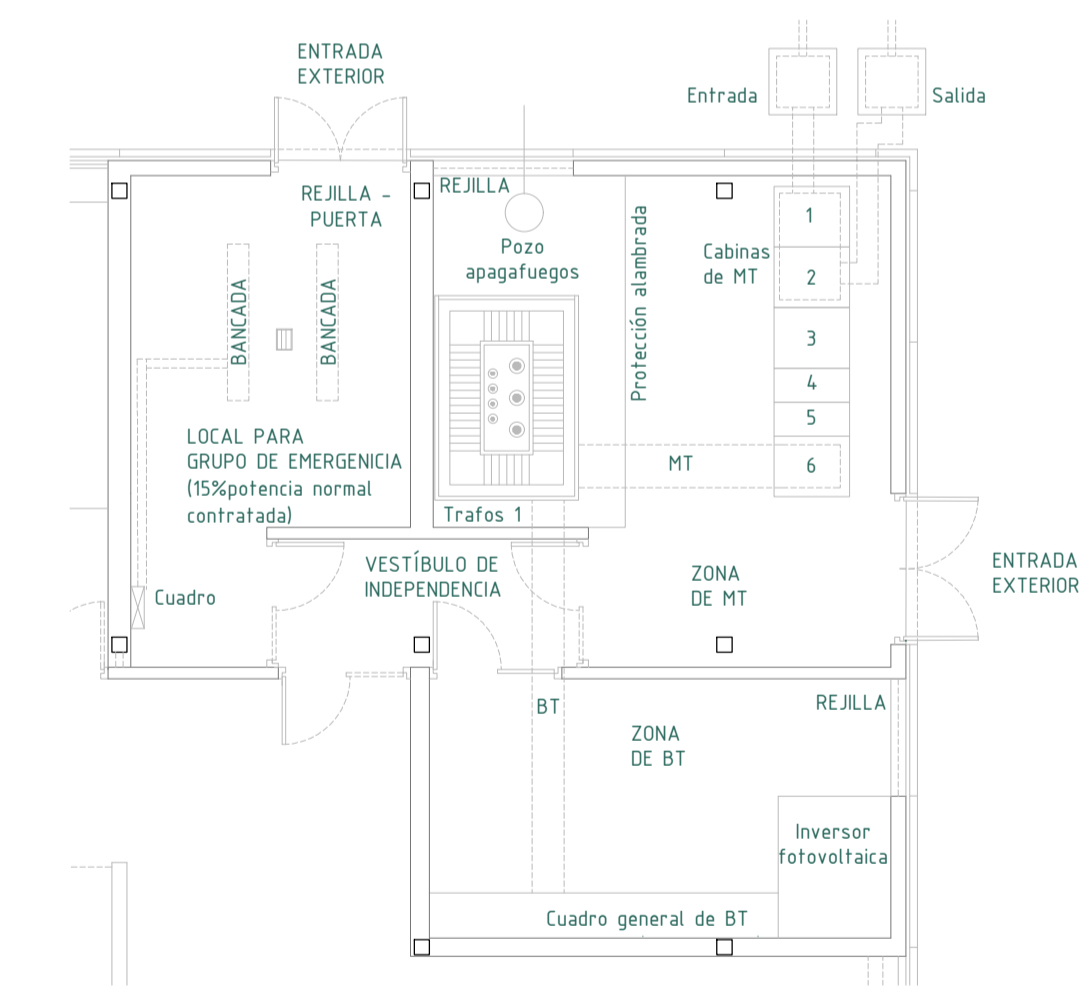 ENTRADA
EXTERIOR
Entrada
Salida
REJILLA -
PUERTA
REJILLA
Pozo
apagafuegos
Protección alambrada
Cabinas
de MT
1
2
3
4
5
6
BANCADA
BANCADA
LOCAL PARA
GRUPO DE EMERGENICIA
(15%potencia normal
contratada)
MT
Trafos 1
VESTÍBULO DE
INDEPENDENCIA
ZONA
DE MT
ENTRADA
EXTERIOR
Cuadro
BT
REJILLA
ZONA
DE BT
Inversor
fotovoltaica
Cuadro general de BT